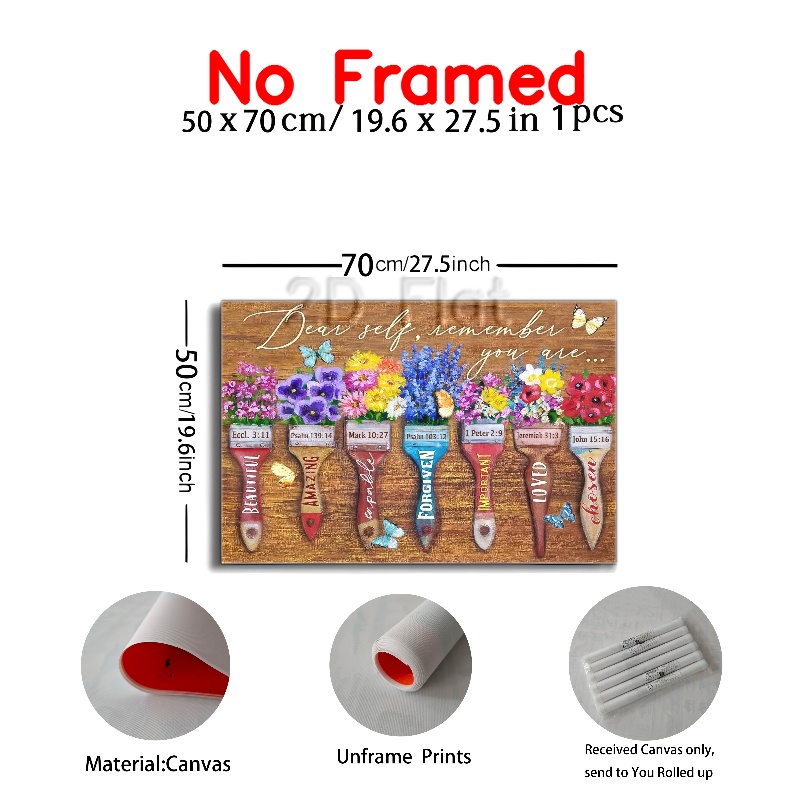 No Framed
50 x 70 cm/ 19.6 x 27.5 in 1pcs
70cm/27.5inch
2D Flat
50cm/19.6inch
Dear self, remember
you are...
Eccl. 3:11
Psalm 139:14
Mark 10:27
Psalm 103:12
1 Peter 2:9
Jeremiah 31:3
John 15:16
BEAUTIFUL
AMAZING
capable
FORGIVEN
IMPORTANT
LOVED
chosen
Material:Canvas
Unframe Prints
Received Canvas only,
send to You Rolled up